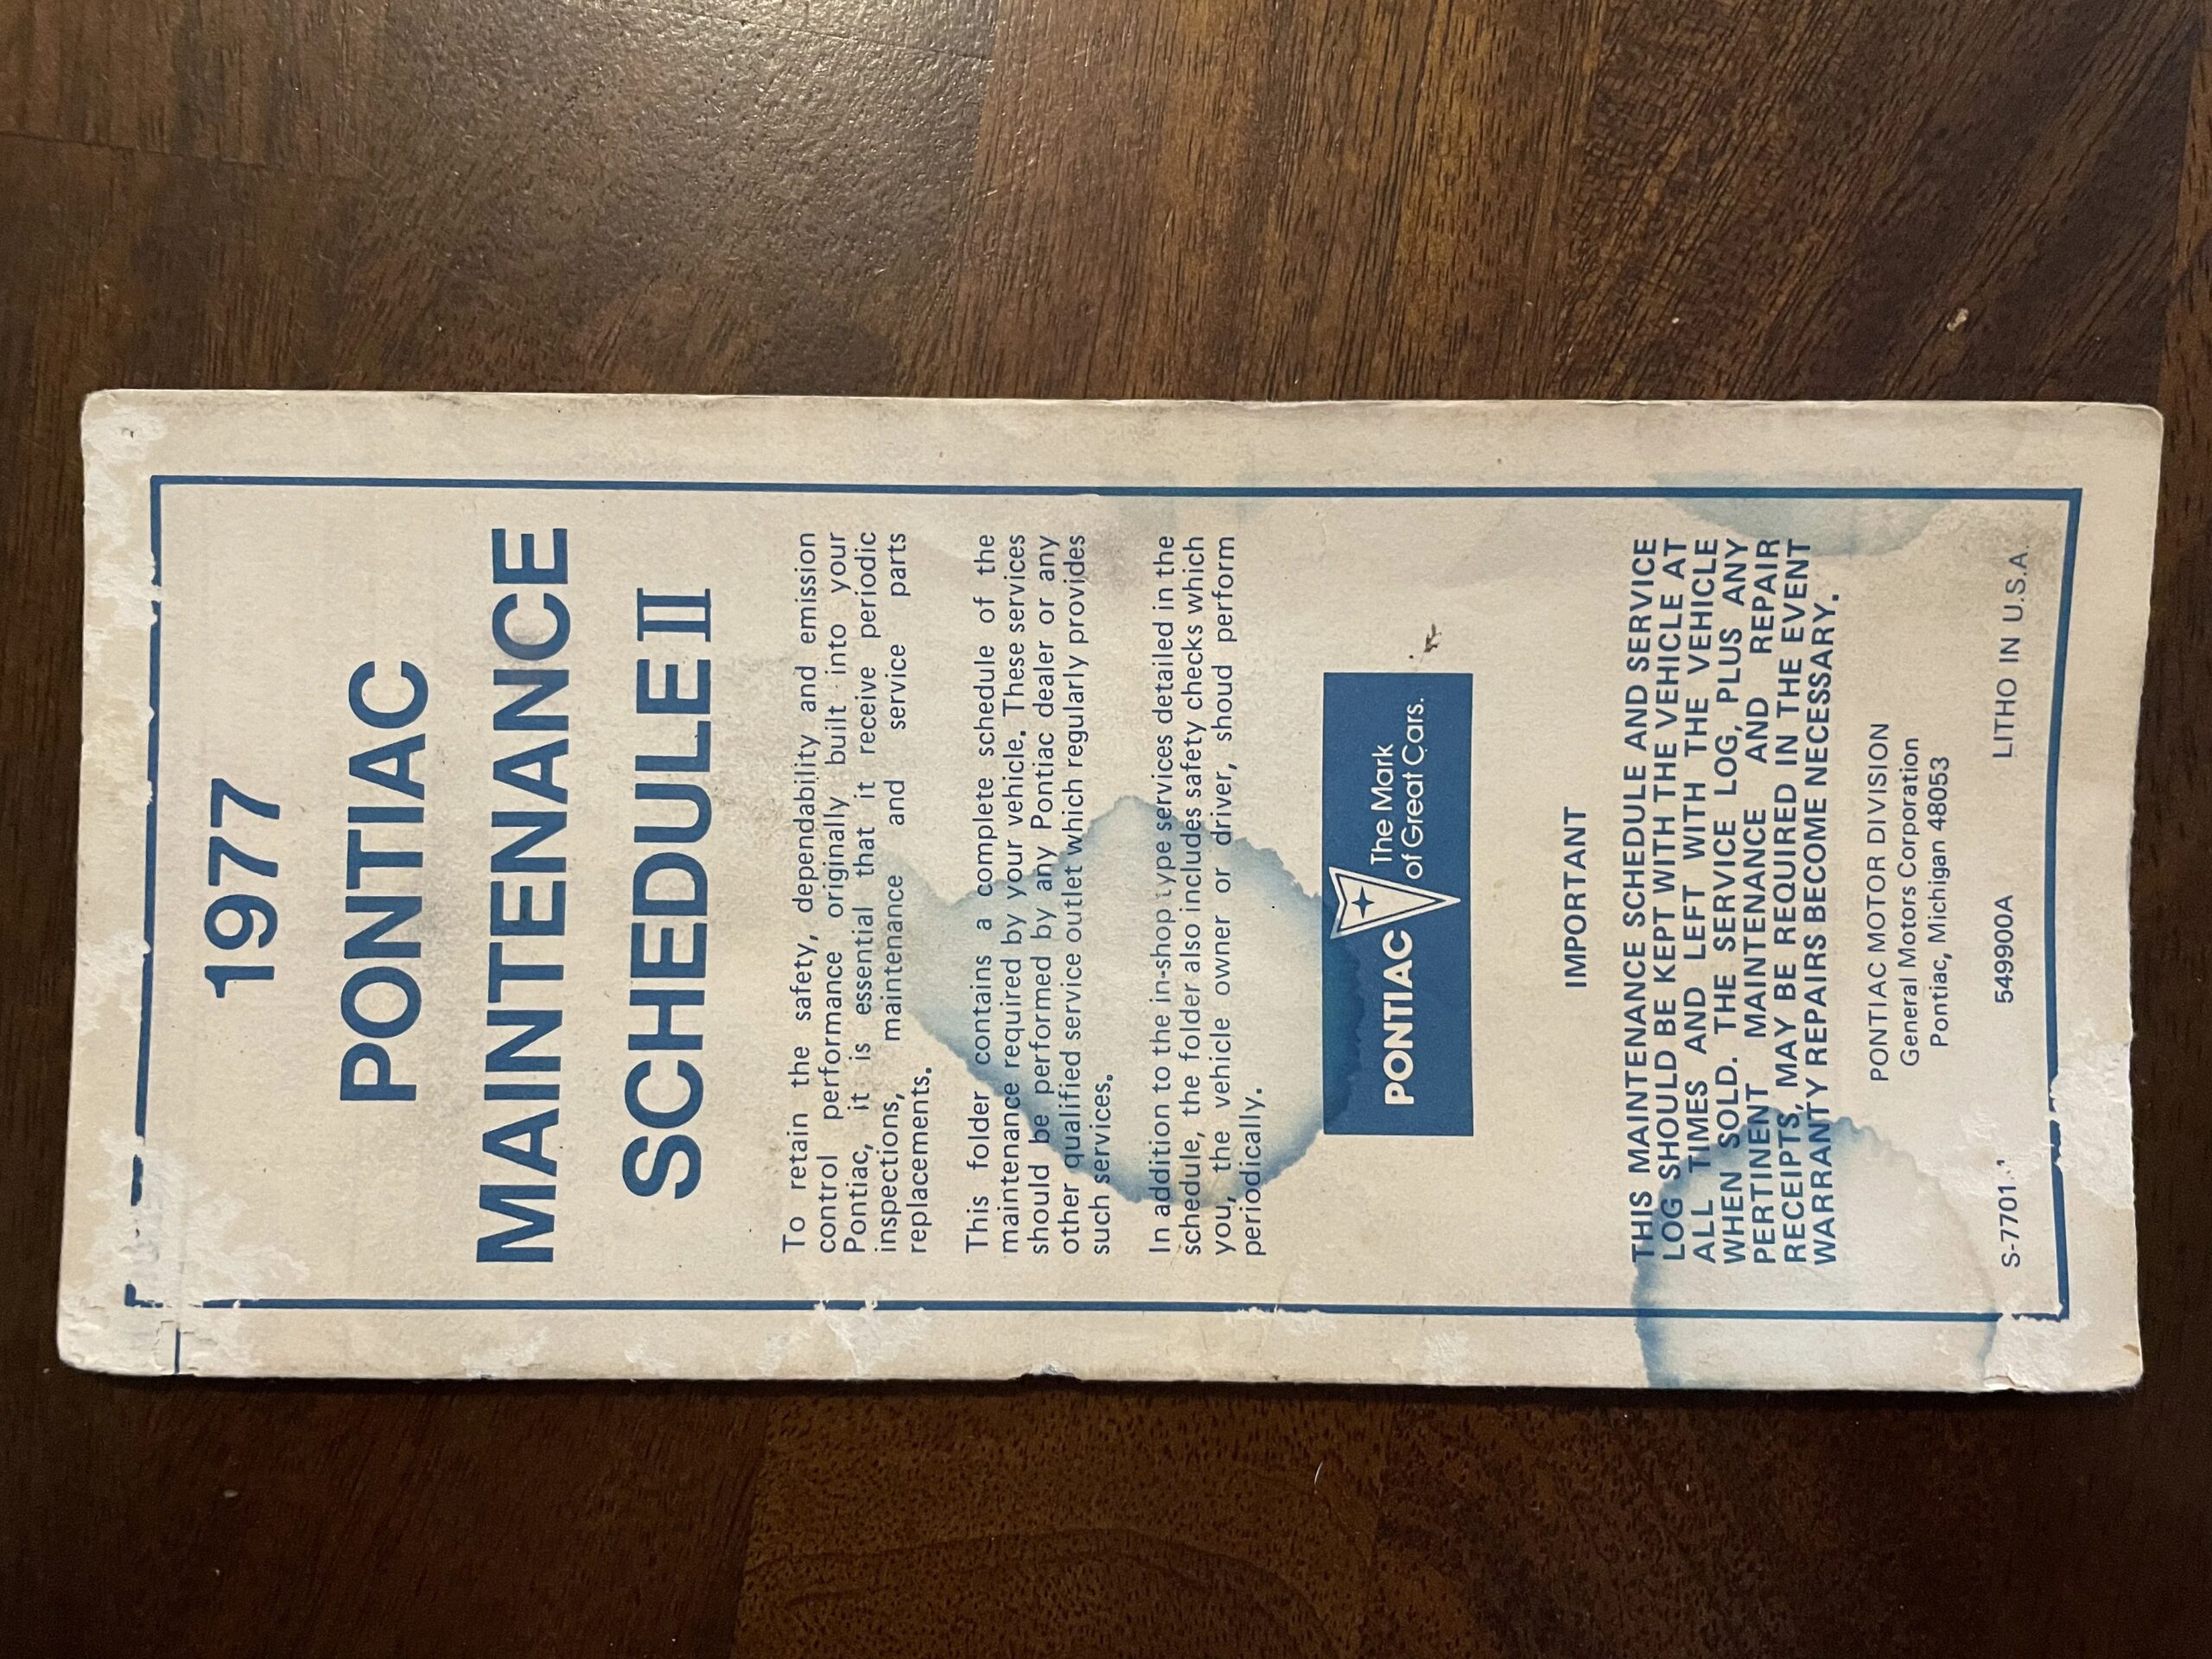 1977
PONTIAC
MAINTENANCE
SCHEDULE II
To retain the safety, dependability and emission
control performance originally built into your
Pontiac, it is essential that it receive periodic
inspections, maintenance and service parts
replacements.
This folder contains a complete schedule of the
maintenance required by your vehicle. These services
should be performed by any Pontiac dealer or any
other qualified service outlet which regularly provides
such services.
In addition to the in-shop type services detailed in the
schedule, the folder also includes safety checks which
you, the vehicle owner or driver, shoud perform
periodically.
PONTIAC The Mark
of Great Cars.
IMPORTANT
THIS MAINTENANCE SCHEDULE AND SERVICE
LOG SHOULD BE KEPT WITH THE VEHICLE AT
ALL TIMES AND LEFT WITH THE VEHICLE
WHEN SOLD. THE SERVICE LOG, PLUS ANY
PERTINENT MAINTENANCE AND REPAIR
RECEIPTS, MAY BE REQUIRED IN THE EVENT
WARRANTY REPAIRS BECOME NECESSARY.
PONTIAC MOTOR DIVISION
General Motors Corporation
Pontiac, Michigan 48053
S-7701 549900A LITHO IN U.S.A.